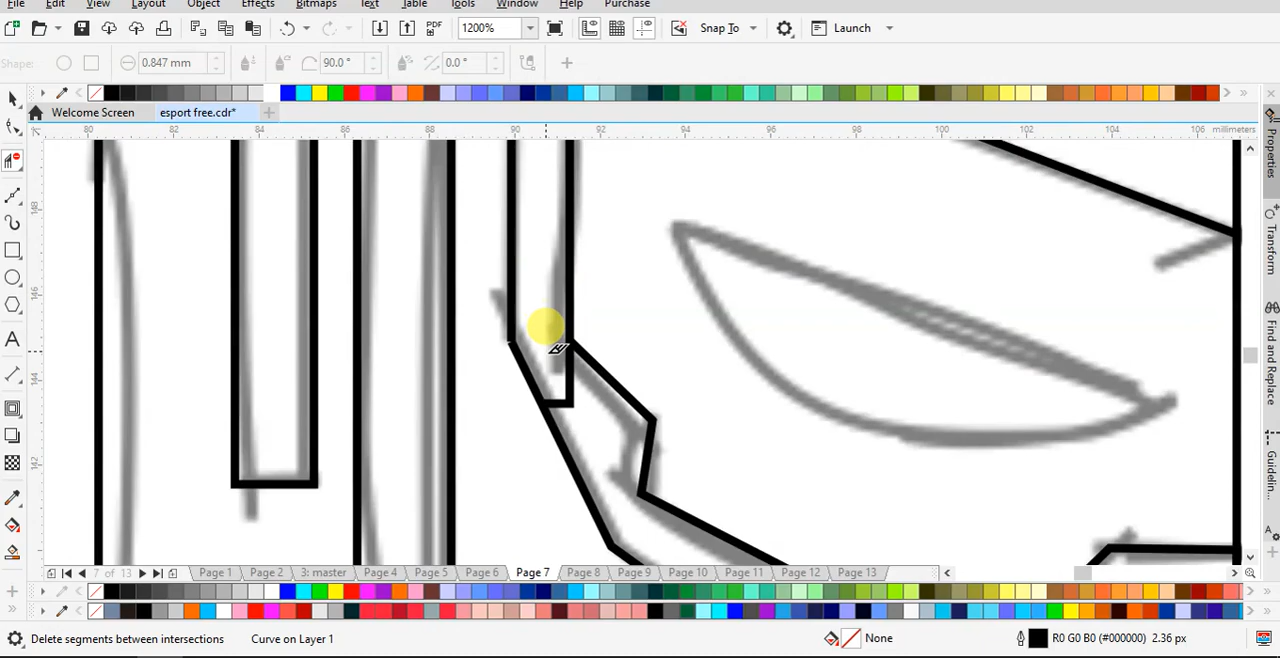 File Edit View Layout Object Effects Bitmaps Text Table Tools Window Help Purchase
PDF 1200% Snap To Launch
Shape: 0.847 mm 90.0 ° 0.0 °
Welcome Screen esport free.cdr*
80 82 84 86 88 90 92 94 96 98 100 102 104 106 millimeters
148
146
144
142
Properties
Transform
Find and Replace
Guidelin...
7 of 13 Page 1 Page 2 3: master Page 4 Page 5 Page 6 Page 7 Page 8 Page 9 Page 10 Page 11 Page 12 Page 13
Delete segments between intersections Curve on Layer 1 None R0 G0 B0 (#000000) 2.36 px